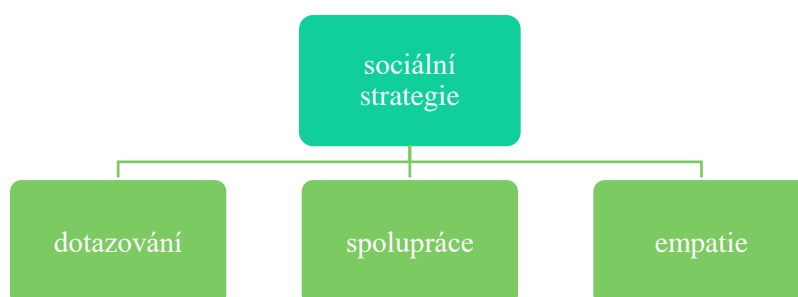 sociální
strategie
dotazování
spolupráce
empatie